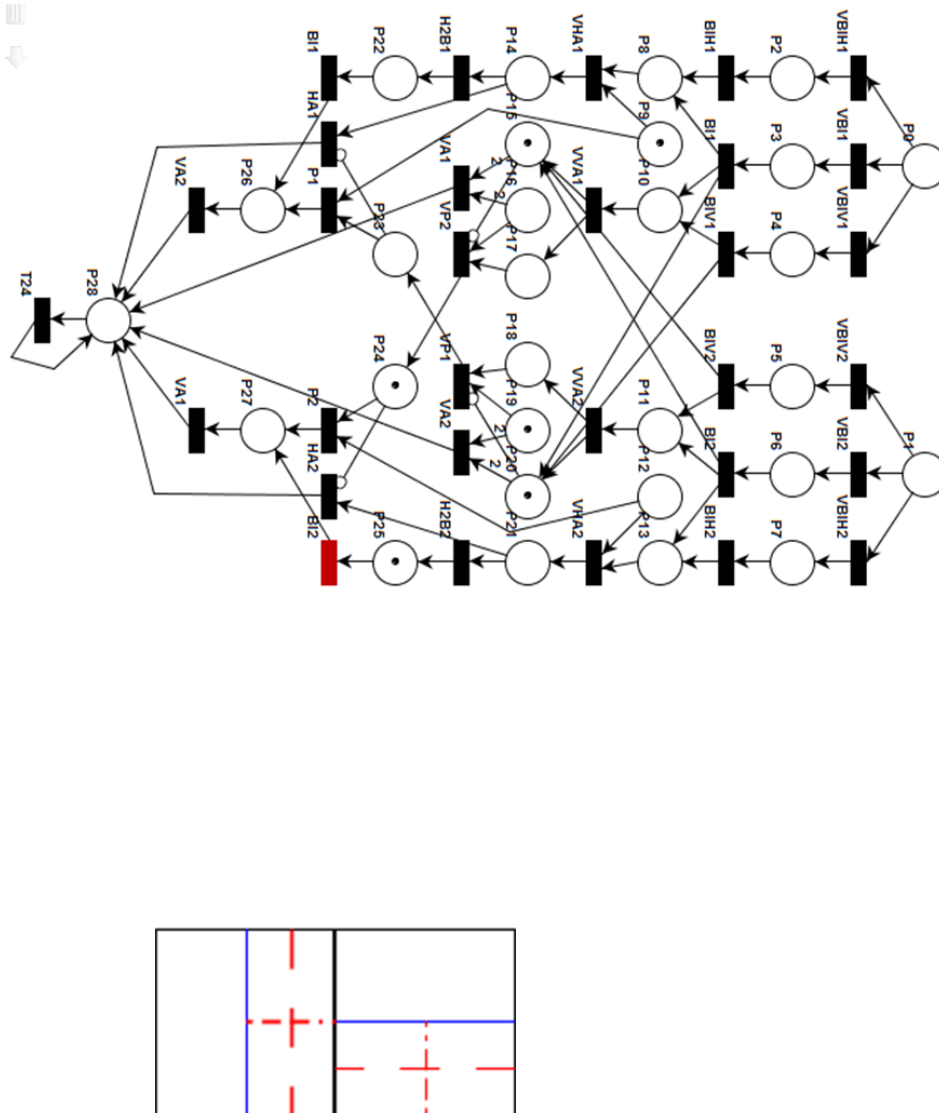 P0 P1
VBIH1 VBI1 VBIV1 VBIV2 VBI2 VBIH2
P2 P3 P4 P5 P6 P7
BIH1 BI1 BIV1 BIV2 BI2 BIH2
P8 P9 P10 P11 P12 P13
VHA1 VVA1 VVA2 VHA2
P14 P15 P16 P17 P18 P19 P20 P21
2 2 2 2
H2B1 VA1 VP2 VP1 VA2 H2B2
P22 P23 P24 P25
BI1 HA1 P1 P2 HA2 BI2
P26 P27
VA2 VA1
P28
T24